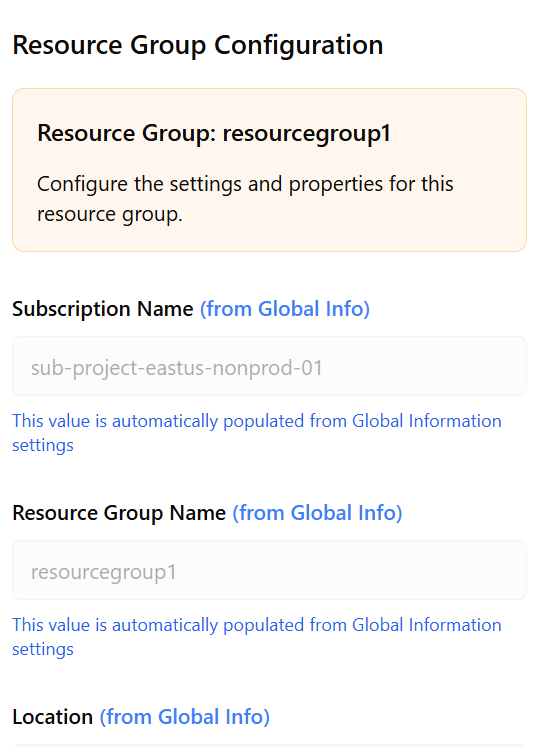 Resource Group Configuration
Resource Group: resourcegroup1
Configure the settings and properties for this
resource group.
Subscription Name (from Global Info)
sub-project-eastus-nonprod-01
This value is automatically populated from Global Information
settings
Resource Group Name (from Global Info)
resourcegroup1
This value is automatically populated from Global Information
settings
Location (from Global Info)